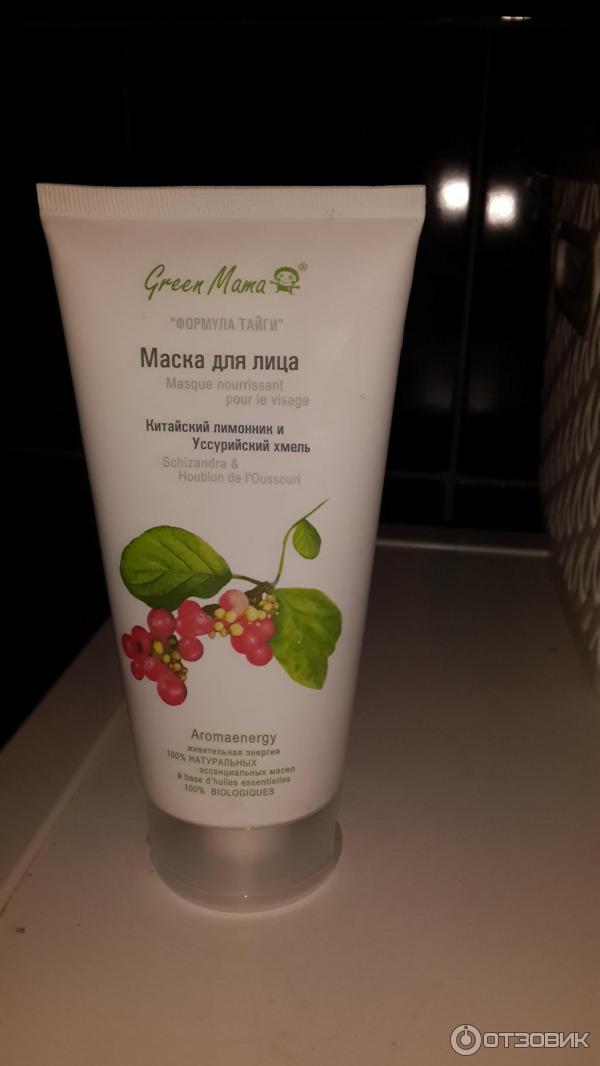 Green Mama ®
"ФОРМУЛА ТАЙГИ"
Маска для лица
Masque nourrissant
pour le visage
Китайский лимонник и
Уссурийский хмель
Schizandra &
Houblon de l'Oussouri
Aromaenergy
живительная энергия
100% НАТУРАЛЬНЫХ
эссенциальных масел
à base d'huiles essentielles
100% BIOLOGIQUES
ОТЗОВИК